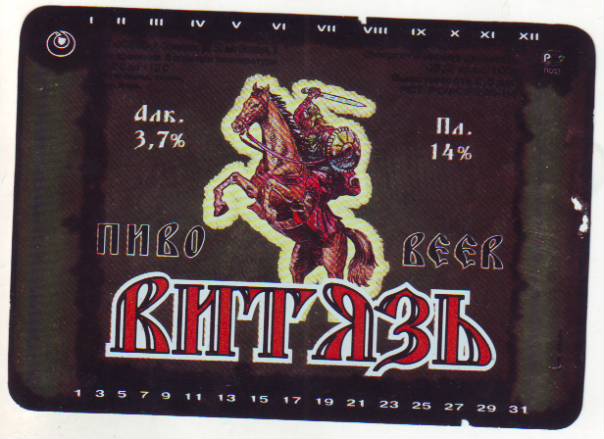 I II III IV V VI VII VIII IX X XI XII
Алк.
3,7%
Пл.
14%
ПИВО
BEER
ВИТЯЗЬ
1 3 5 7 9 11 13 15 17 19 21 23 25 27 29 31